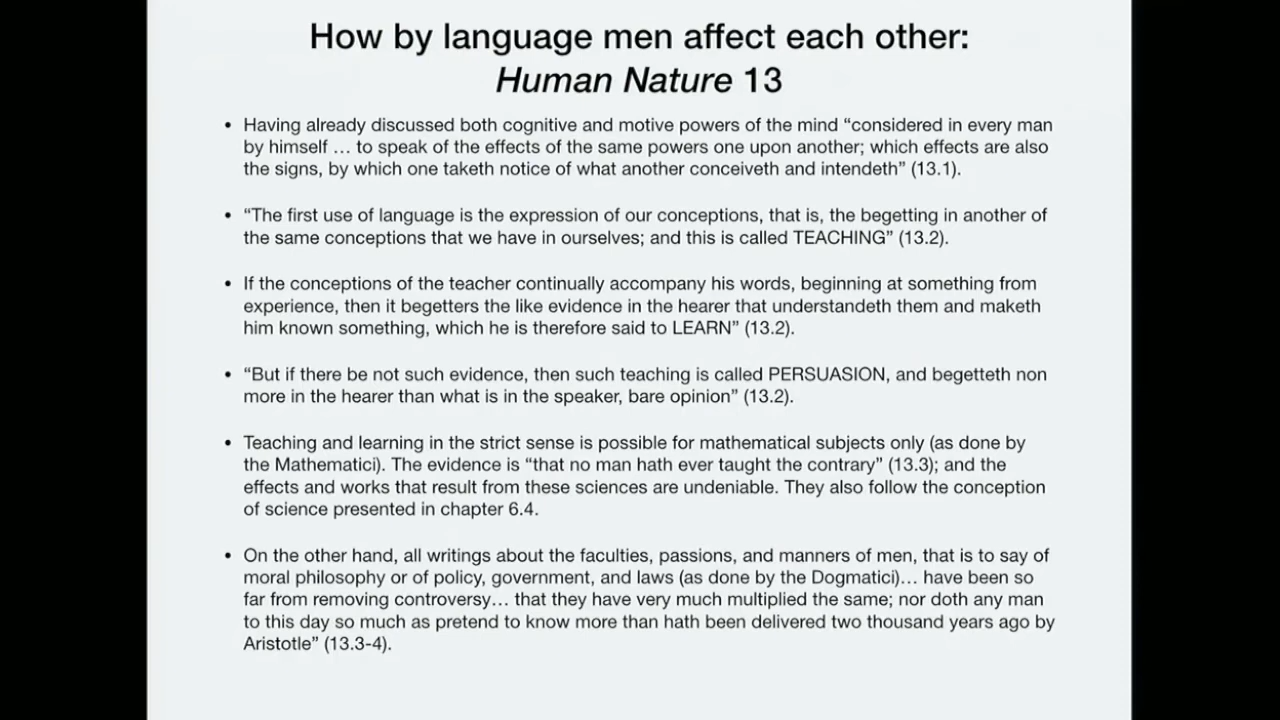 How by language men affect each other:
Human Nature 13
• Having already discussed both cognitive and motive powers of the mind “considered in every man
by himself … to speak of the effects of the same powers one upon another; which effects are also
the signs, by which one taketh notice of what another conceiveth and intendeth” (13.1).
• “The first use of language is the expression of our conceptions, that is, the begetting in another of
the same conceptions that we have in ourselves; and this is called TEACHING” (13.2).
• If the conceptions of the teacher continually accompany his words, beginning at something from
experience, then it begetters the like evidence in the hearer that understandeth them and maketh
him known something, which he is therefore said to LEARN” (13.2).
• “But if there be not such evidence, then such teaching is called PERSUASION, and begetteth non
more in the hearer than what is in the speaker, bare opinion” (13.2).
• Teaching and learning in the strict sense is possible for mathematical subjects only (as done by
the Mathematici). The evidence is “that no man hath ever taught the contrary” (13.3); and the
effects and works that result from these sciences are undeniable. They also follow the conception
of science presented in chapter 6.4.
• On the other hand, all writings about the faculties, passions, and manners of men, that is to say of
moral philosophy or of policy, government, and laws (as done by the Dogmatici)… have been so
far from removing controversy… that they have very much multiplied the same; nor doth any man
to this day so much as pretend to know more than hath been delivered two thousand years ago by
Aristotle” (13.3-4).